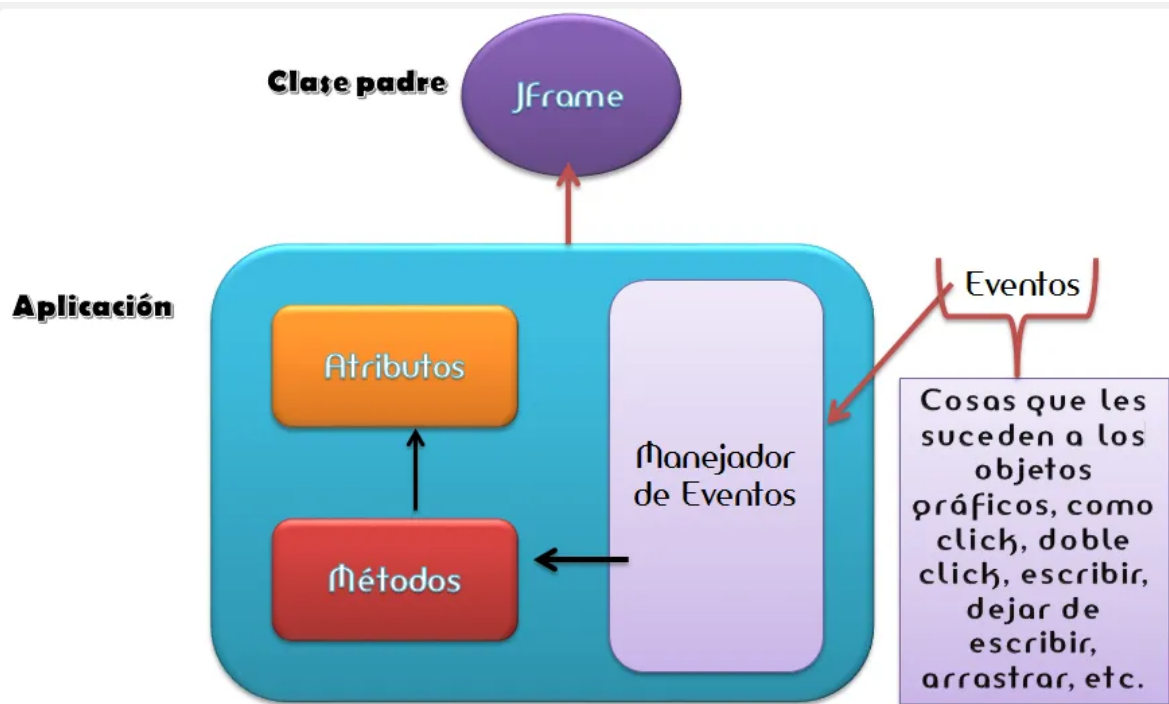 Clase padre
JFrame
Aplicación
Atributos
Métodos
Manejador
de Eventos
Eventos
Cosas que les
suceden a los
objetos
gráficos, como
click, doble
click, escribir,
dejar de
escribir,
arrastrar, etc.